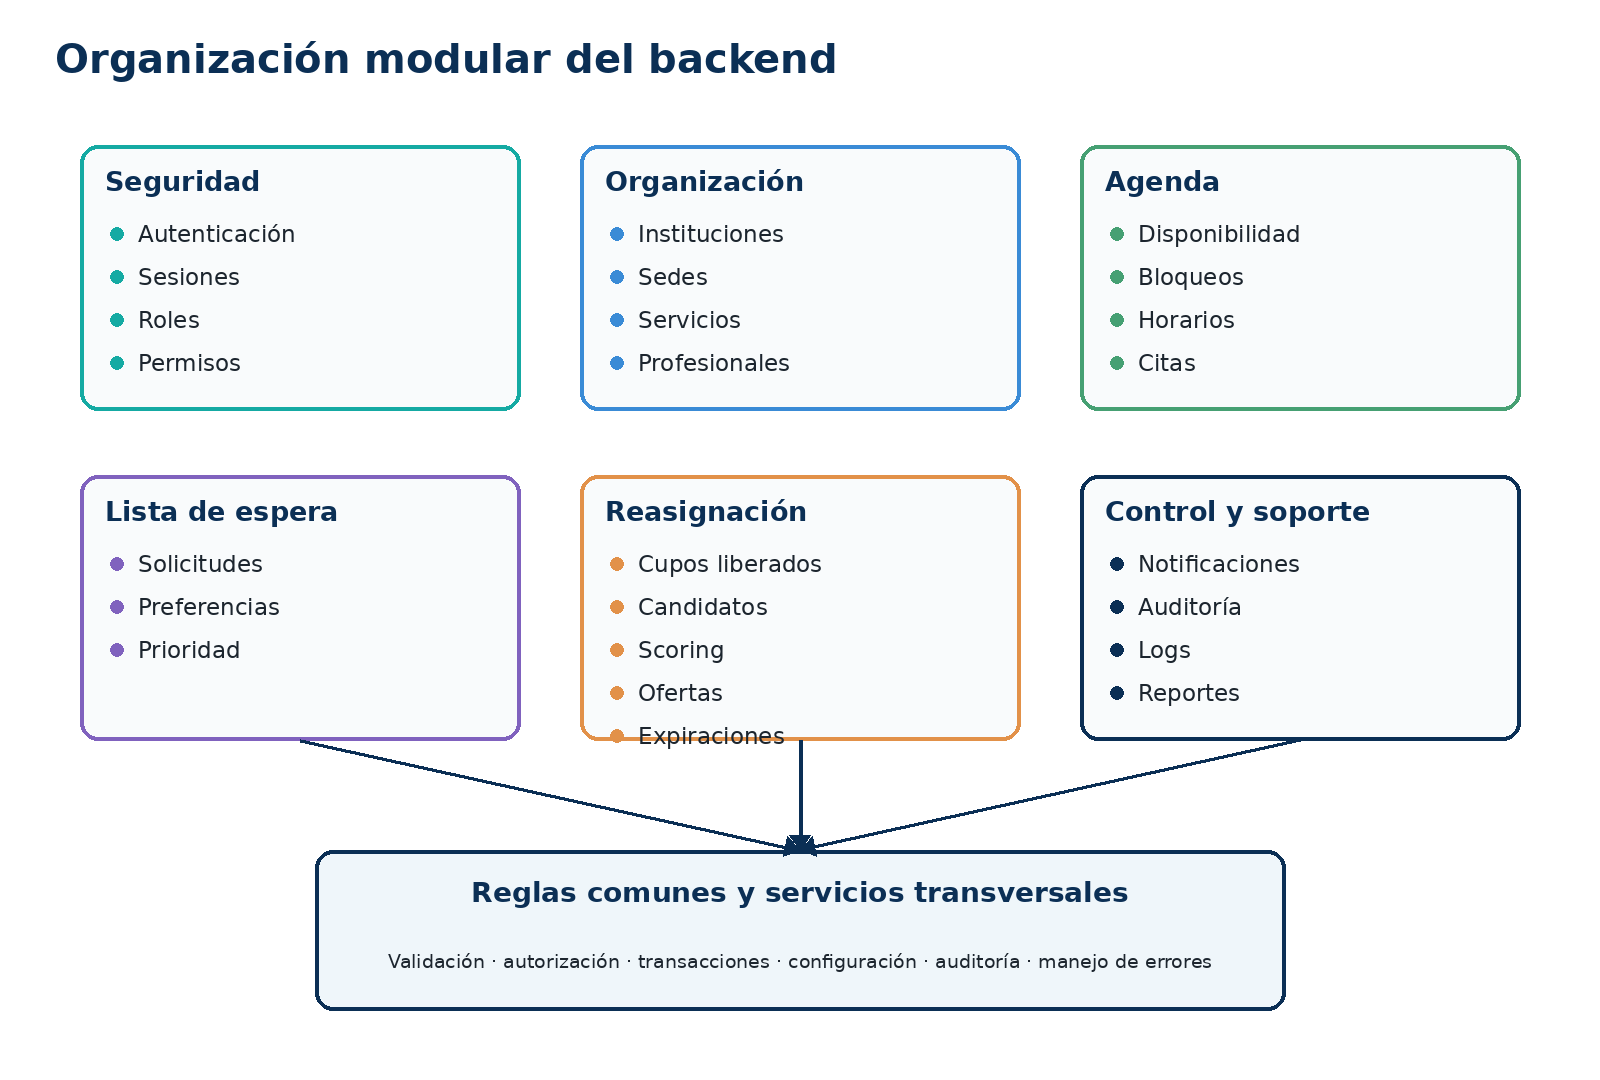 Organización modular del backend
Seguridad
Autenticación
Sesiones
Roles
Permisos
Organización
Instituciones
Sedes
Servicios
Profesionales
Agenda
Disponibilidad
Bloqueos
Horarios
Citas
Lista de espera
Solicitudes
Preferencias
Prioridad
Reasignación
Cupos liberados
Candidatos
Scoring
Ofertas
Expiraciones
Control y soporte
Notificaciones
Auditoría
Logs
Reportes
Reglas comunes y servicios transversales
Validación · autorización · transacciones · configuración · auditoría · manejo de errores